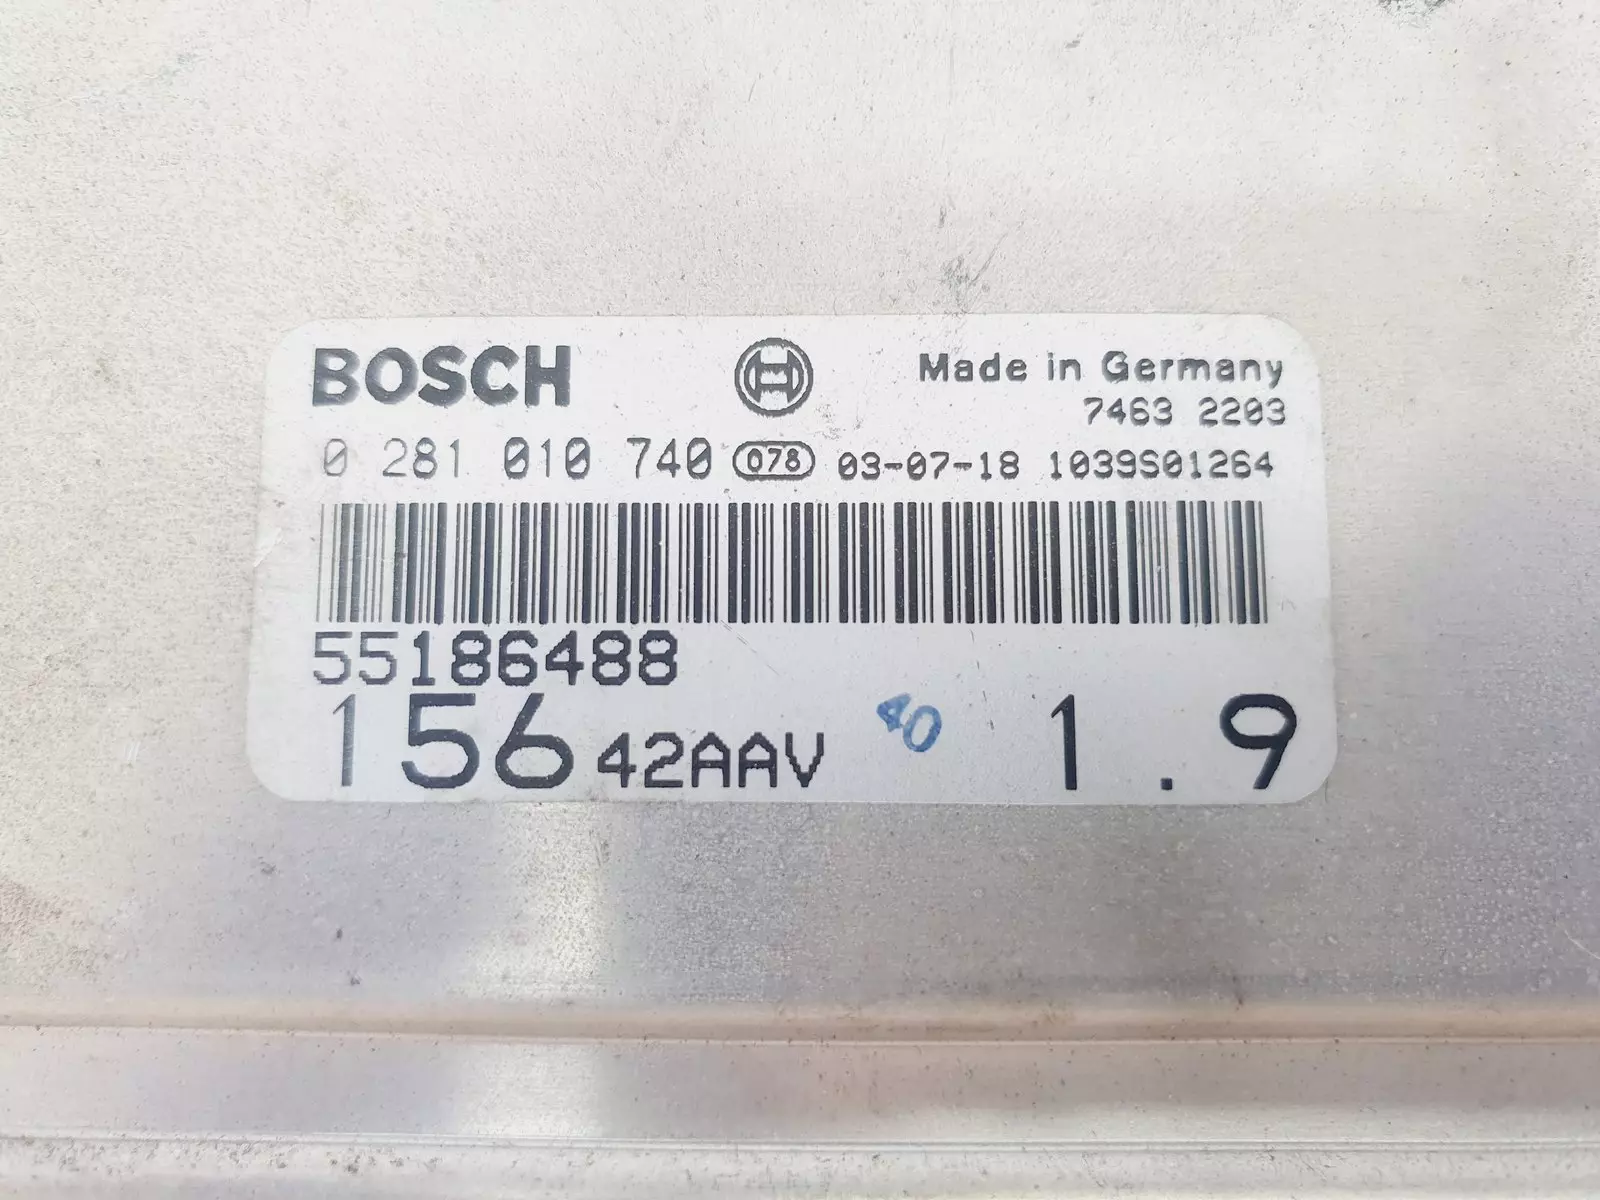 BOSCH Made in Germany
7463 2203
0 281 010 740 078 03-07-18 1039S01264
55186488
156 42AAV 40 1.9